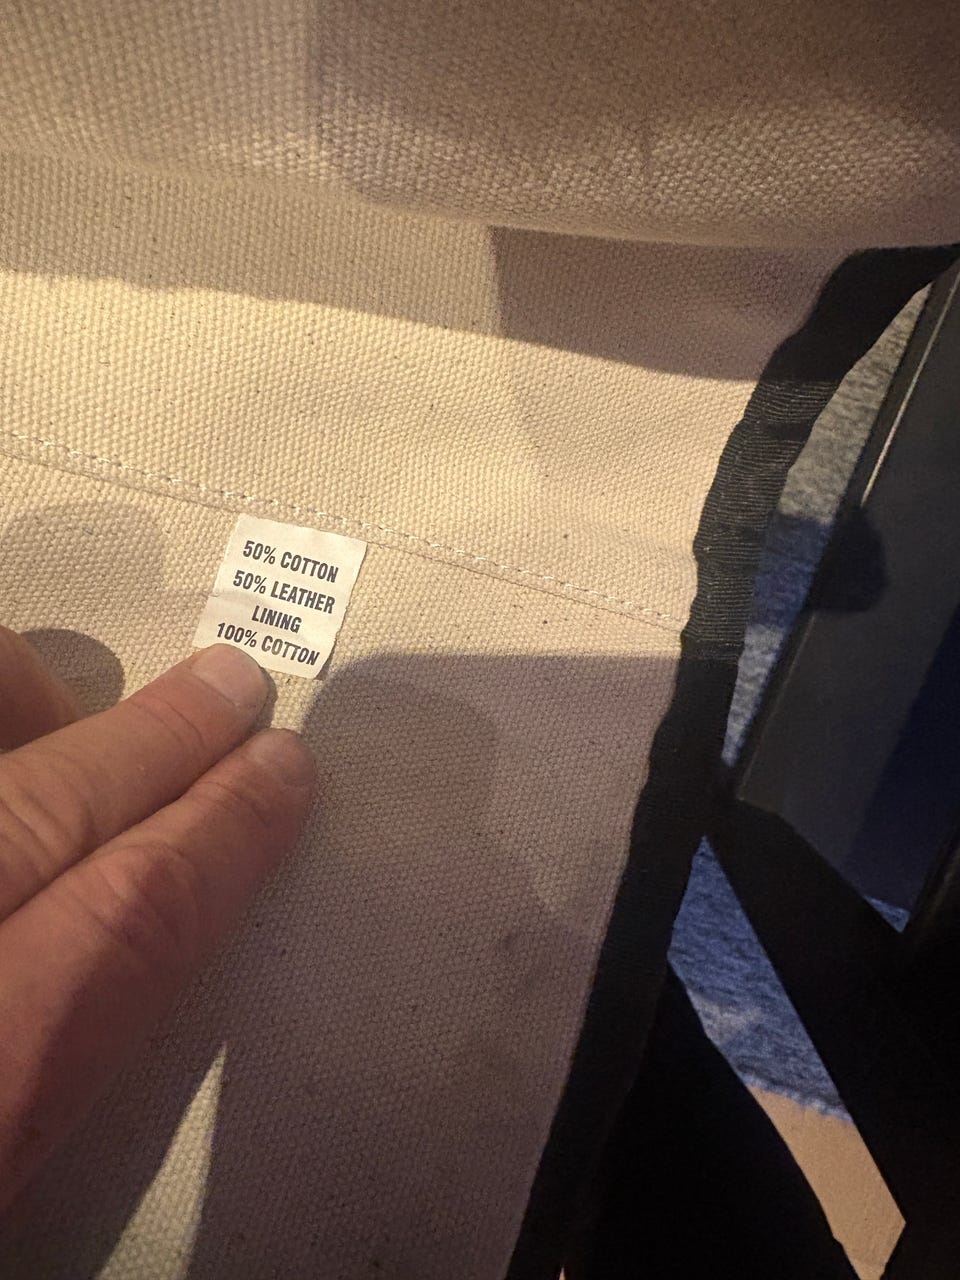 50% COTTON
50% LEATHER
LINING
100% COTTON